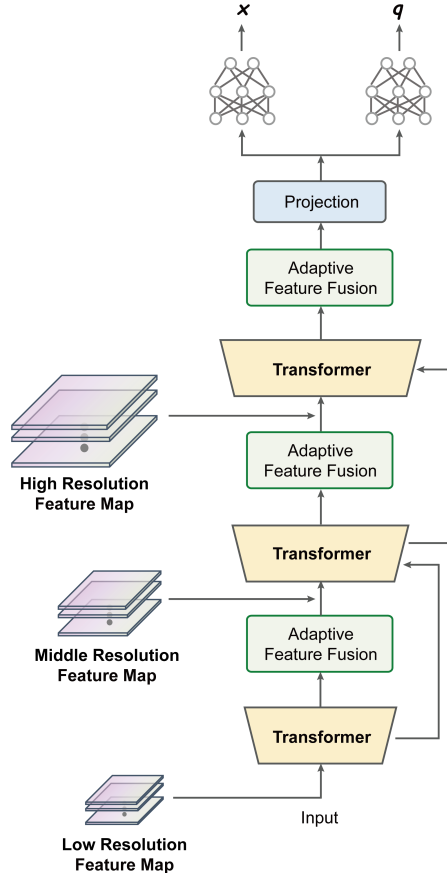 x
q
Projection
Adaptive
Feature Fusion
Transformer
High Resolution
Feature Map
Adaptive
Feature Fusion
Transformer
Middle Resolution
Feature Map
Adaptive
Feature Fusion
Transformer
Input
Low Resolution
Feature Map